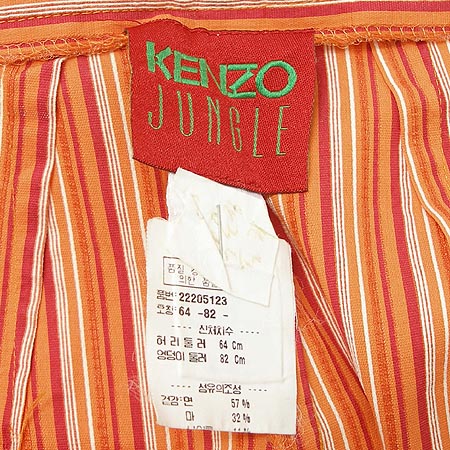 KENZO
JUNGLE
품번: 22205123
호칭: 64 -82 -
--- 신체치수 ---
허 리 둘 레 64 Cm
엉덩이 둘레 82 Cm
--- 섬유의조성 ---
겉감: 면 57 %
마 32 %